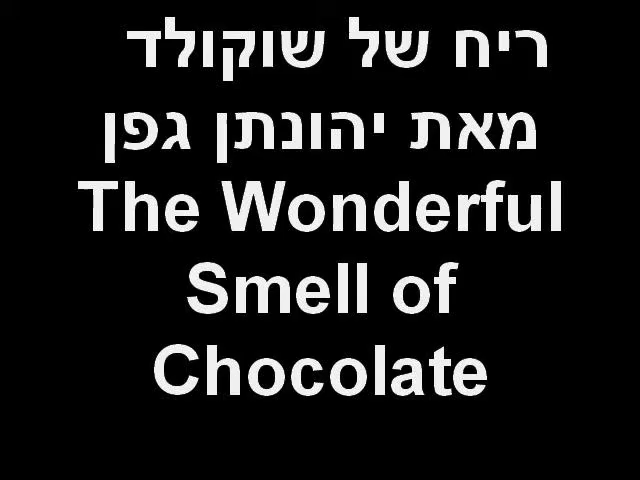 ריח של שוקולד
מאת יהונתן גפן
The Wonderful
Smell of
Chocolate